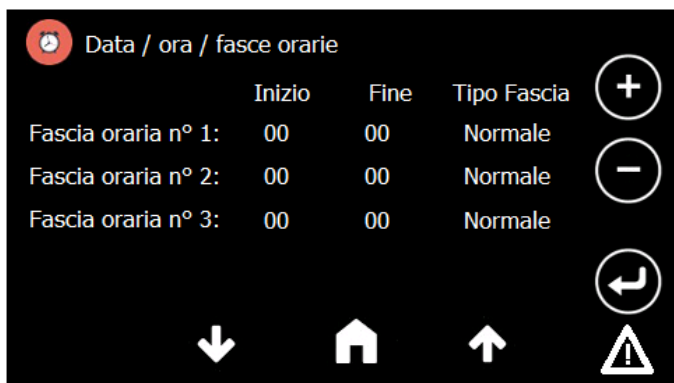 Data / ora / fasce orarie
Inizio Fine Tipo Fascia
Fascia oraria n° 1: 00 00 Normale
Fascia oraria n° 2: 00 00 Normale
Fascia oraria n° 3: 00 00 Normale